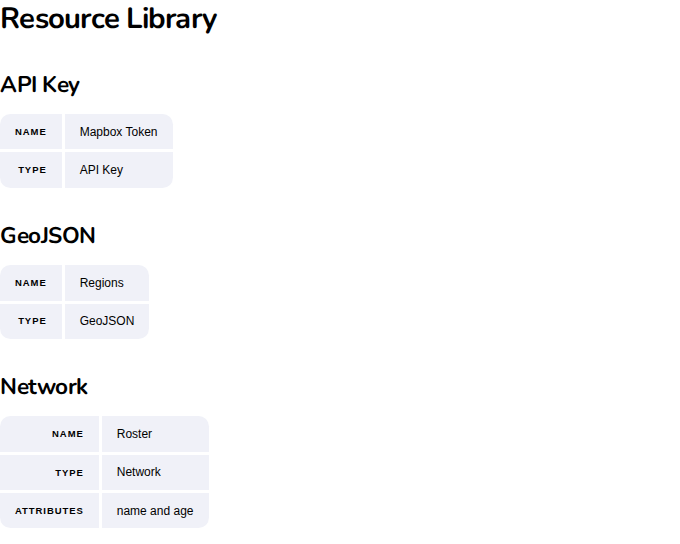 Resource Library
API Key
NAME Mapbox Token
TYPE API Key
GeoJSON
NAME Regions
TYPE GeoJSON
Network
NAME Roster
TYPE Network
ATTRIBUTES name and age